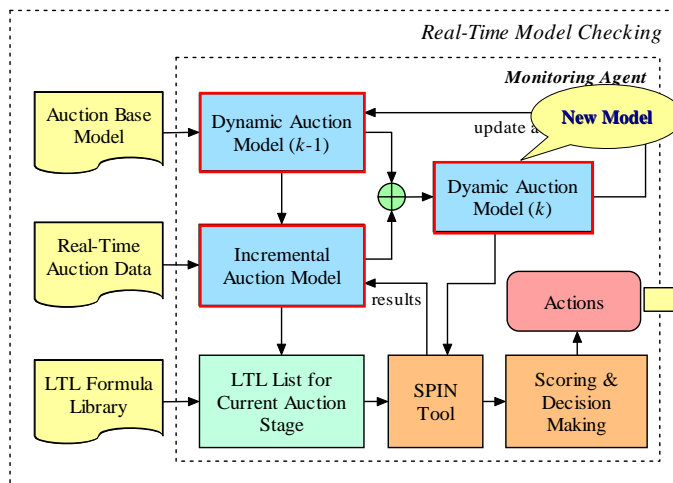 Real-Time Model Checking
Monitoring Agent
Auction Base
Model
Dynamic Auction
Model (k-1)
update
New Model
Dyamic Auction
Model (k)
Real-Time
Auction Data
Incremental
Auction Model
results
Actions
LTL Formula
Library
LTL List for
Current Auction
Stage
SPIN
Tool
Scoring &
Decision
Making